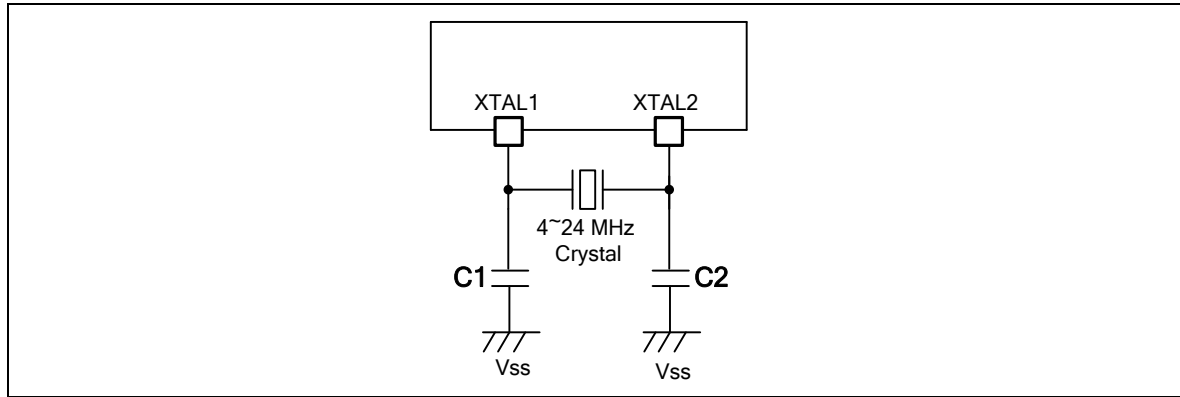 XTAL1 XTAL2
4~24 MHz
Crystal
C1 C2
Vss Vss